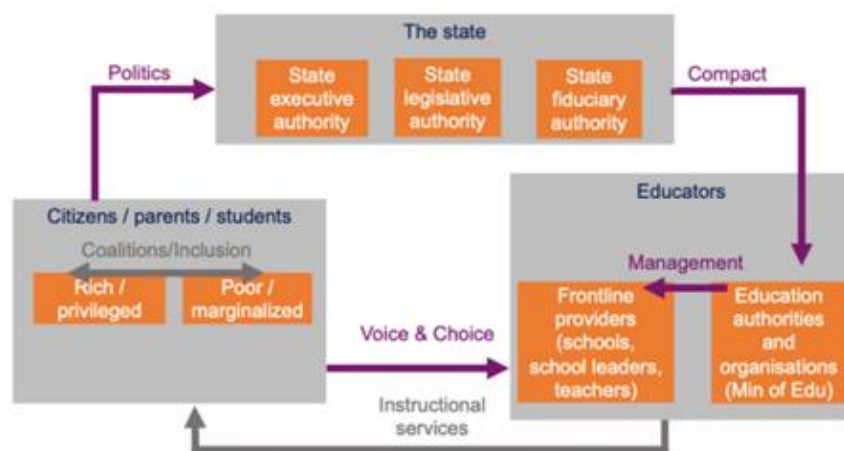 The state
Politics
State
executive
authority
State
legislative
authority
State
fiduciary
authority
Compact
Citizens / parents / students
Coalitions/Inclusion
Rich /
privileged
Poor /
marginalized
Educators
Management
Frontline
providers
(schools,
school leaders,
teachers)
Education
authorities
and
organisations
(Min of Edu)
Voice & Choice
Instructional
services